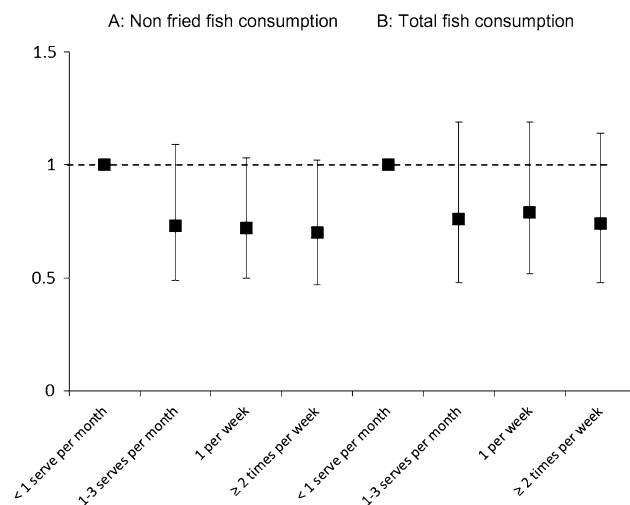 A: Non fried fish consumption
B: Total fish consumption
1.5
1
0.5
0
< 1 serve per month
1-3 serves per month
1 per week
≥ 2 times per week
< 1 serve per month
1-3 serves per month
1 per week
≥ 2 times per week